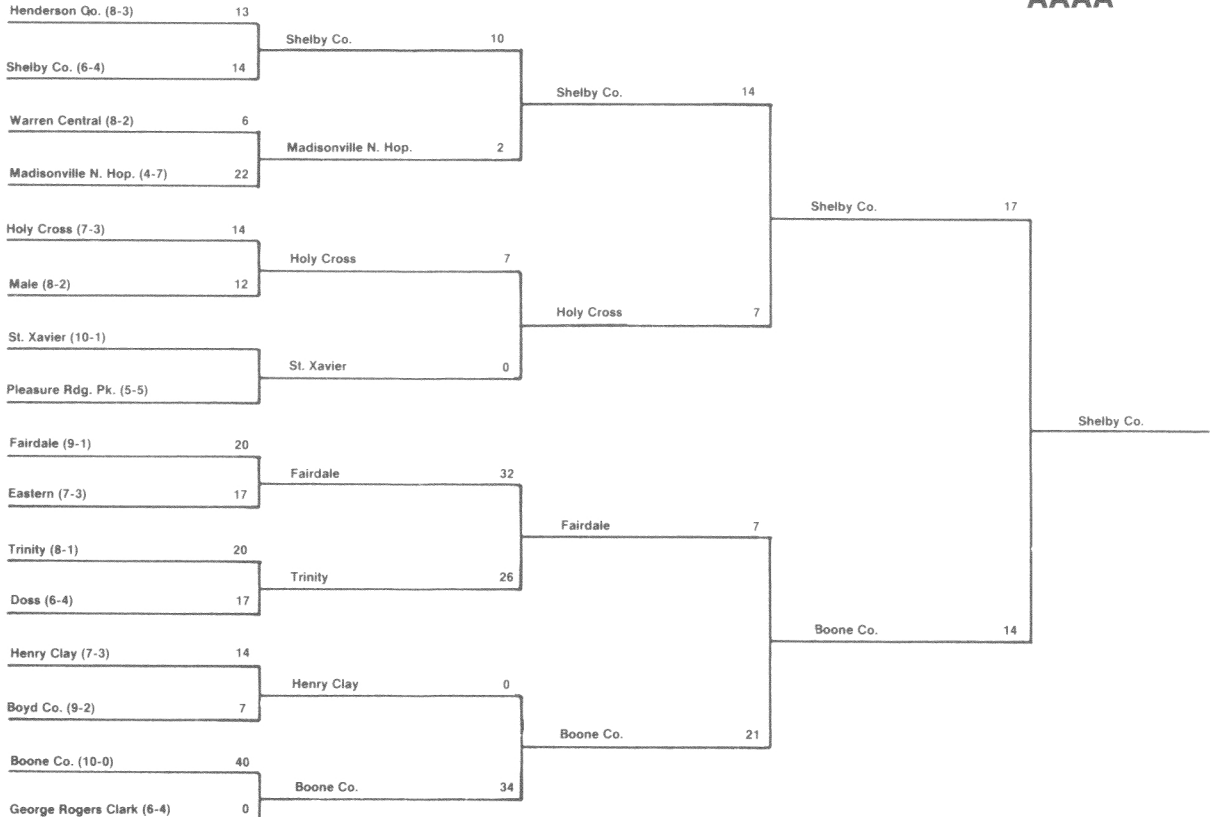 AAAA
Henderson Co. (8-3) 13
Shelby Co. (6-4) 14
Warren Central (8-2) 6
Madisonville N. Hop. (4-7) 22
Holy Cross (7-3) 14
Male (8-2) 12
St. Xavier (10-1)
Pleasure Rdg. Pk. (5-5)
Fairdale (9-1) 20
Eastern (7-3) 17
Trinity (8-1) 20
Doss (6-4) 17
Henry Clay (7-3) 14
Boyd Co. (9-2) 7
Boone Co. (10-0) 40
George Rogers Clark (6-4) 0
Shelby Co. 10
Madisonville N. Hop. 2
Holy Cross 7
St. Xavier 0
Fairdale 32
Trinity 26
Henry Clay 0
Boone Co. 34
Shelby Co. 14
Holy Cross 7
Fairdale 7
Boone Co. 21
Shelby Co. 17
Boone Co. 14
Shelby Co.